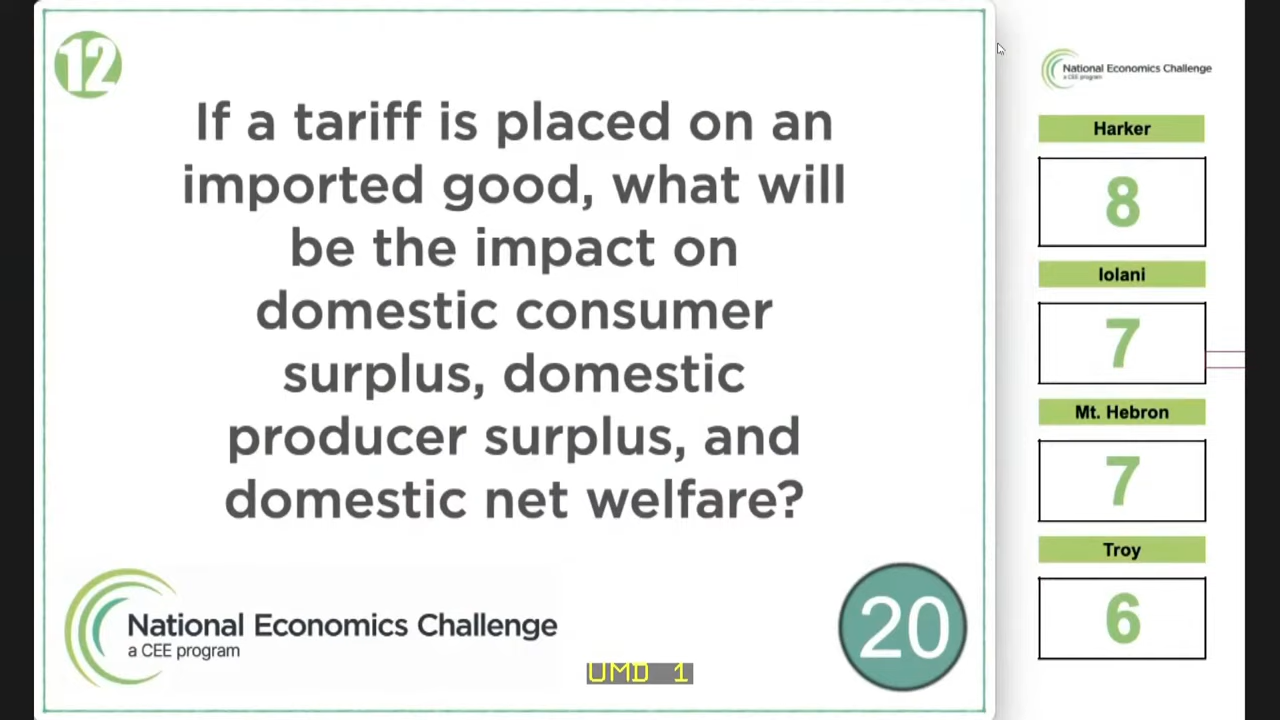 12
If a tariff is placed on an
imported good, what will
be the impact on
domestic consumer
surplus, domestic
producer surplus, and
domestic net welfare?
National Economics Challenge
a CEE program
20
UMD 1
National Economics Challenge
a CEE program
Harker
8
Iolani
7
Mt. Hebron
7
Troy
6